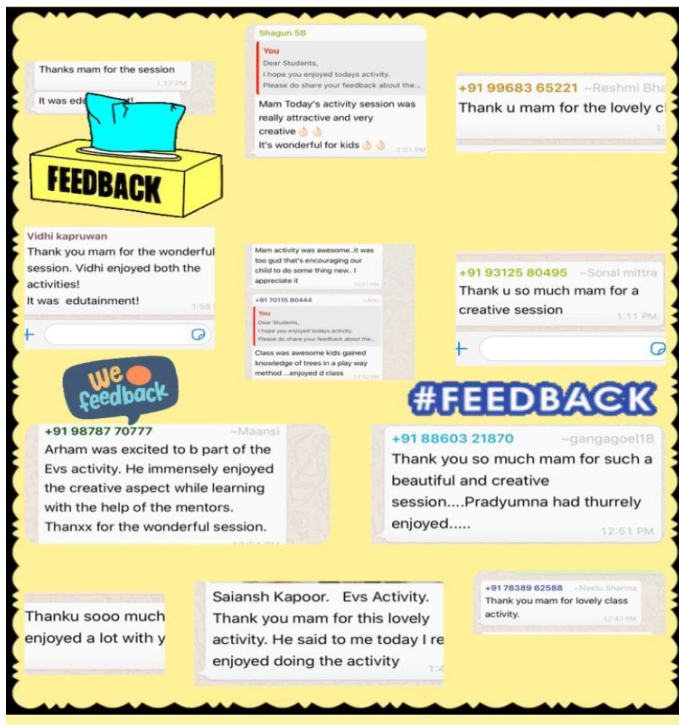 Thanks mam for the session
1:13 PM
It was
Shagun 5B
You
Dear Students,
I hope you enjoyed todays activity.
Please do share your feedback about the...
Mam Today's activity session was
really attractive and very
creative👌🏻👌🏻
It's wonderful for kids👌🏻👌🏻
2:01 PM
+91 99683 65221 ~Reshmi Bha
Thank u mam for the lovely cl
FEEDBACK
Vidhi kapruwan
Thank you mam for the wonderful
session. Vidhi enjoyed both the
activities!
It was edutainment!
1:58
Mam activity was awesome..it was
too gud that's encouraging our
child to do some thing new. I
appreciate it
+91 70115 80444
You
Dear Students,
I hope you enjoyed todays activity.
Please do share your feedback about the...
Class was awesome kids gained
knowledge of trees in a play way
method ...enjoyed d class
+91 93125 80495 ~Sonal mittra
Thank u so much mam for a
creative session
1:11 PM
We
feedback
#FEEDBACK
+91 98787 70777 ~Maansi
Arham was excited to b part of the
Evs activity. He immensely enjoyed
the creative aspect while learning
with the help of the mentors.
Thanxx for the wonderful session.
+91 88603 21870 ~gangagoel18
Thank you so much mam for such a
beautiful and creative
session....Pradyumna had thurrely
enjoyed.....
12:51 PM
Thanku sooo much
enjoyed a lot with y
Saiansh Kapoor. Evs Activity.
Thank you mam for this lovely
activity. He said to me today I re
enjoyed doing the activity
+91 78389 62588 ~Neelu Sharma
Thank you mam for lovely class
activity.
12:47 PM